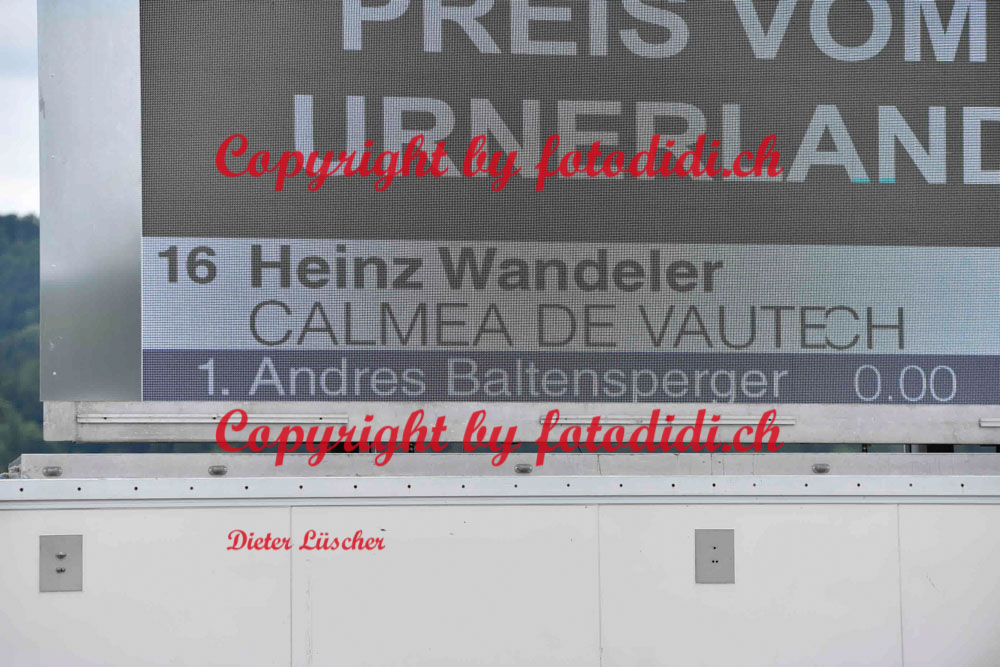 PREIS VOM
URNERLAND
Copyright by fotodidi.ch
16 Heinz Wandeler
CALMEA DE VAUTECH
1. Andres Baltensperger 0.00
Copyright by fotodidi.ch
Dieter Lüscher